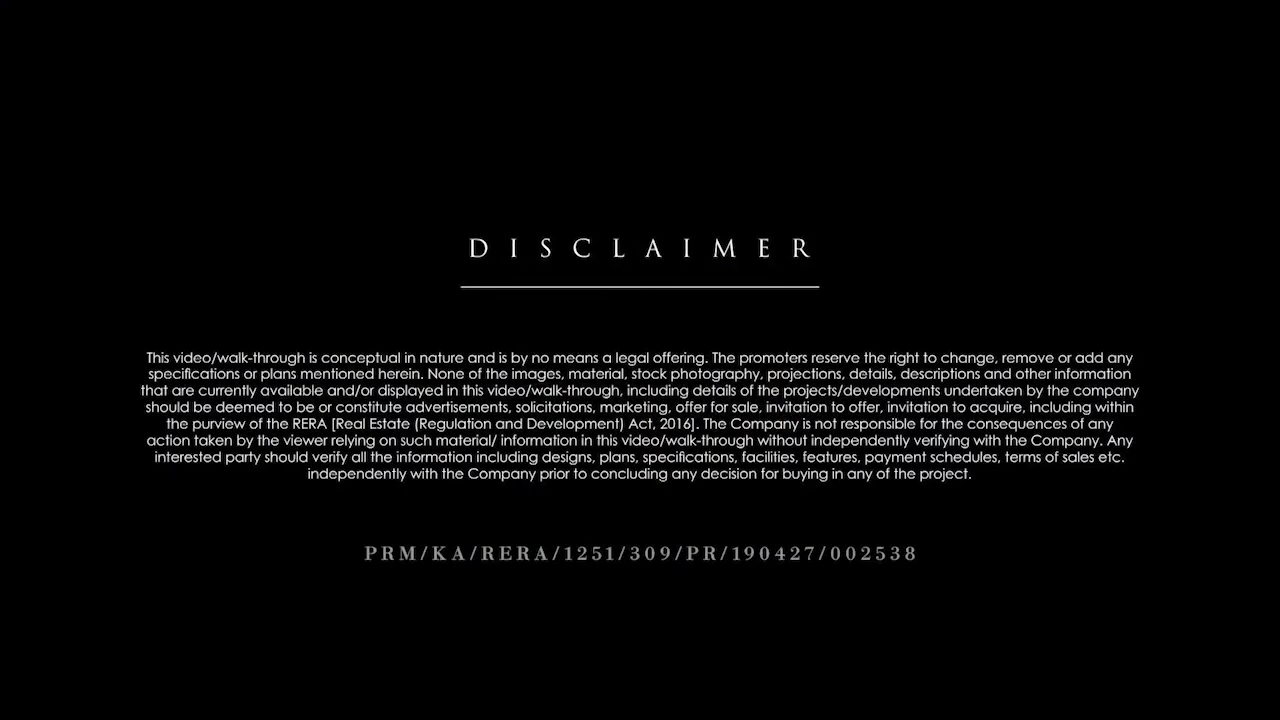 DISCLAIMER
This video/walk-through is conceptual in nature and is by no means a legal offering. The promoters reserve the right to change, remove or add any
specifications or plans mentioned herein. None of the images, material, stock photography, projections, details, descriptions and other information
that are currently available and/or displayed in this video/walk-through, including details of the projects/developments undertaken by the company
should be deemed to be or constitute advertisements, solicitations, marketing, offer for sale, invitation to offer, invitation to acquire, including within
the purview of the RERA [Real Estate (Regulation and Development) Act, 2016]. The Company is not responsible for the consequences of any
action taken by the viewer relying on such material/ information in this video/walk-through without independently verifying with the Company. Any
interested party should verify all the information including designs, plans, specifications, facilities, features, payment schedules, terms of sales etc.
independently with the Company prior to concluding any decision for buying in any of the project.
PRM/KA/RERA/1251/309/PR/190427/002538